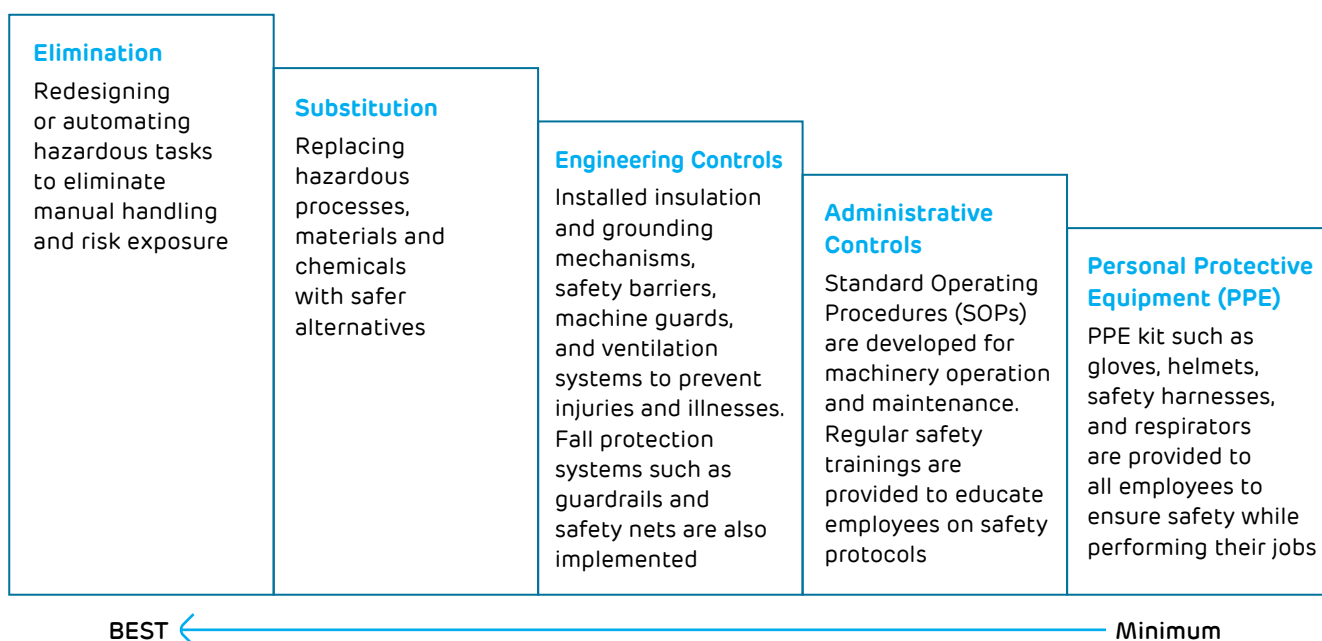 Elimination
Redesigning
or automating
hazardous tasks
to eliminate
manual handling
and risk exposure
Substitution
Replacing
hazardous
processes,
materials and
chemicals
with safer
alternatives
Engineering Controls
Installed insulation
and grounding
mechanisms,
safety barriers,
machine guards,
and ventilation
systems to prevent
injuries and illnesses.
Fall protection
systems such as
guardrails and
safety nets are also
implemented
Administrative
Controls
Standard Operating
Procedures (SOPs)
are developed for
machinery operation
and maintenance.
Regular safety
trainings are
provided to educate
employees on safety
protocols
Personal Protective
Equipment (PPE)
PPE kit such as
gloves, helmets,
safety harnesses,
and respirators
are provided to
all employees to
ensure safety while
performing their jobs
BEST
Minimum